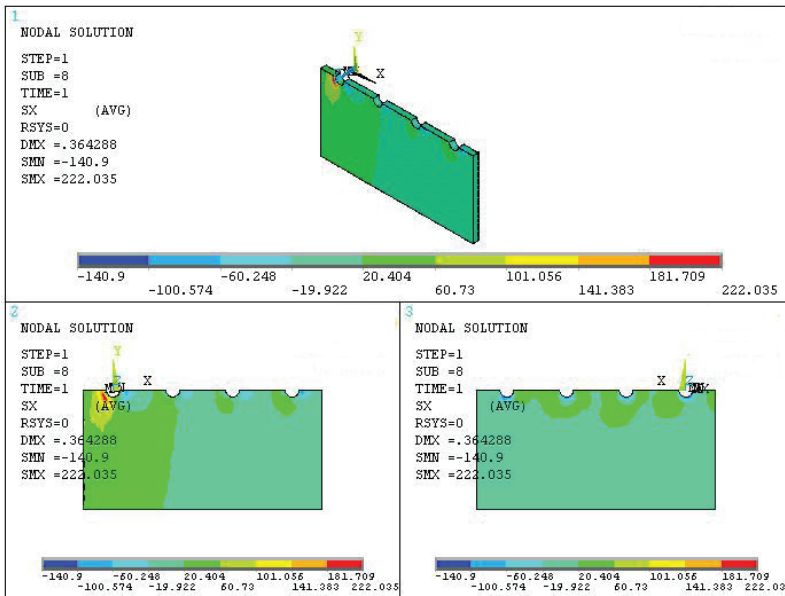 1
NODAL SOLUTION
STEP=1
SUB =8
TIME=1
SX (AVG)
RSYS=0
DMX =.364288
SMN =-140.9
SMX =222.035
Y
X
-140.9 -60.248 20.404 101.056 181.709
-100.574 -19.922 60.73 141.383 222.035
2
NODAL SOLUTION
STEP=1
SUB =8
TIME=1
SX (AVG)
RSYS=0
DMX =.364288
SMN =-140.9
SMX =222.035
Y
X
-140.9 -60.248 20.404 101.056 181.709
-100.574 -19.922 60.73 141.383 222.035
3
NODAL SOLUTION
STEP=1
SUB =8
TIME=1
SX (AVG)
RSYS=0
DMX =.364288
SMN =-140.9
SMX =222.035
X
-140.9 -60.248 20.404 101.056 181.709
-100.574 -19.922 60.73 141.383 222.035